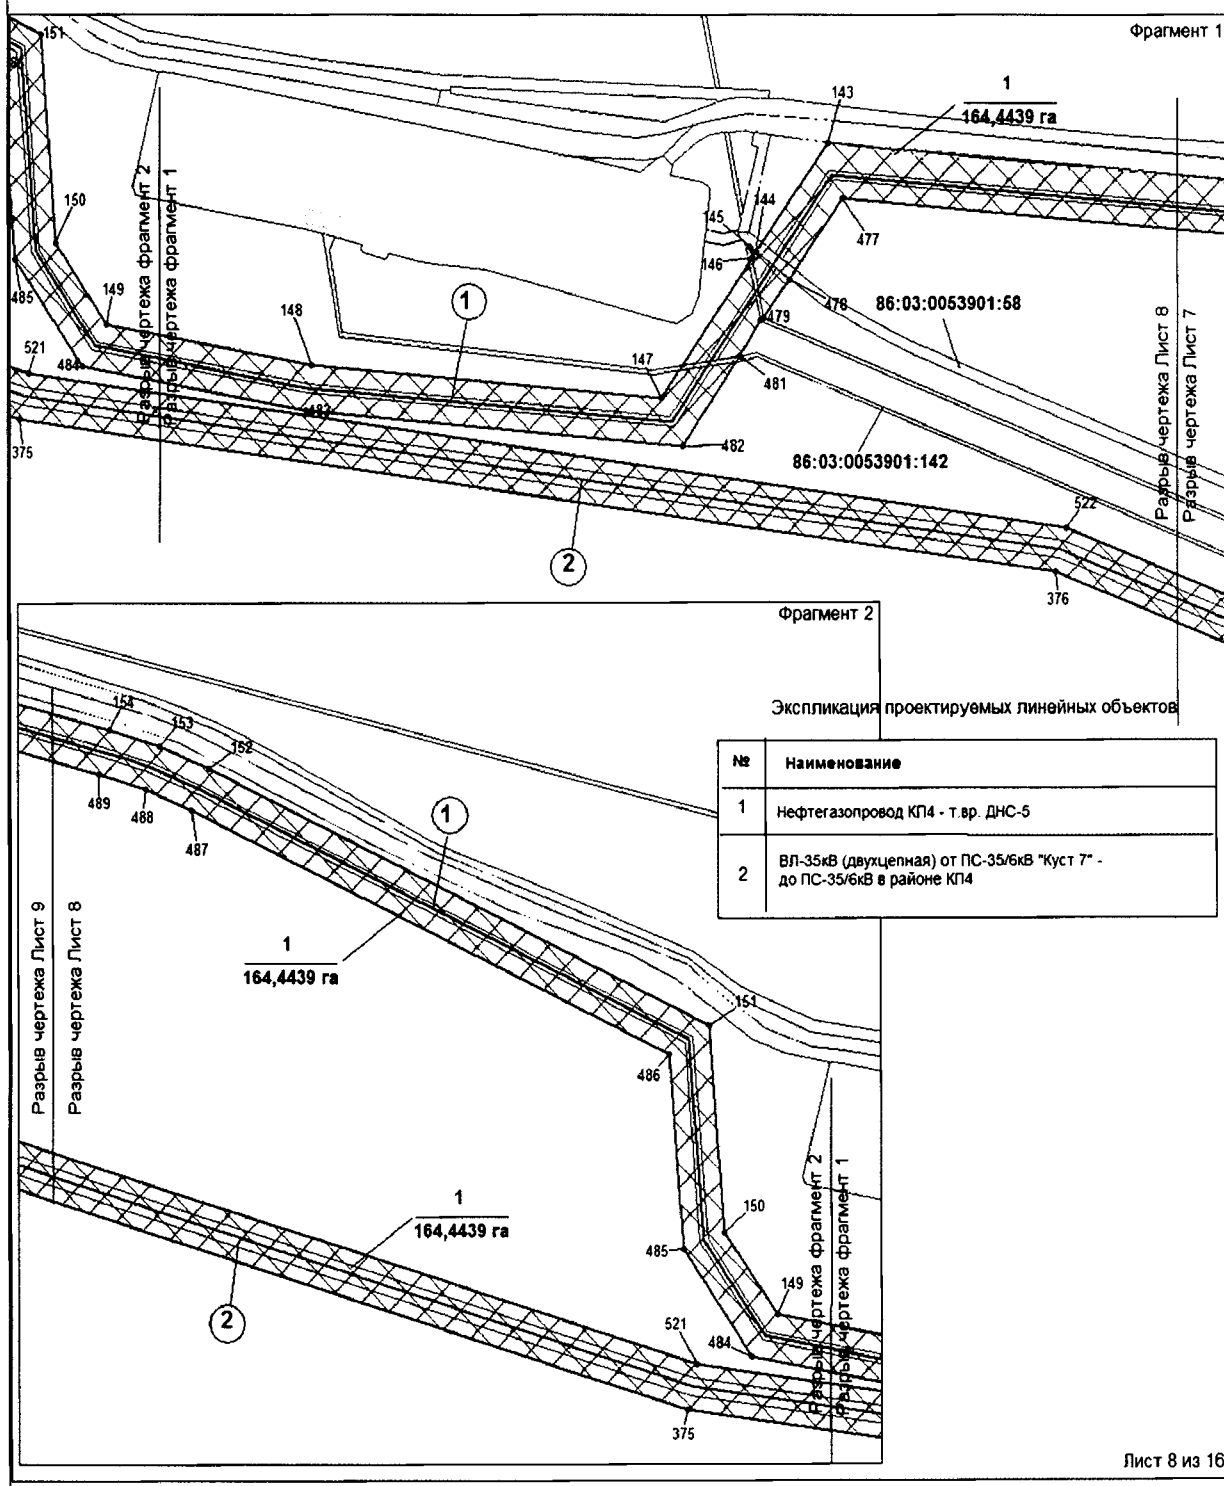 Фрагмент 1
151
143
1
164,4439 га
Разрыв чертежа фрагмент 2
Разрыв чертежа фрагмент 1
150
144
145
146
477
485
149
148
1
478
86:03:0053901:58
479
Разрыв чертежа Лист 8
Разрыв чертежа Лист 7
521
484
147
481
483
482
375
86:03:0053901:142
522
2
376
Фрагмент 2
154
153
152
Экспликация проектируемых линейных объектов
№ Наименование
1 Нефтегазопровод КП4 - т.вр. ДНС-5
2 ВЛ-35кВ (двухцепная) от ПС-35/6кВ "Куст 7" -
до ПС-35/6кВ в районе КП4
489
488
487
1
Разрыв чертежа Лист 9
Разрыв чертежа Лист 8
1
164,4439 га
151
486
Разрыв чертежа фрагмент 2
Разрыв чертежа фрагмент 1
1
164,4439 га
150
485
149
2
521
484
375
Лист 8 из 16